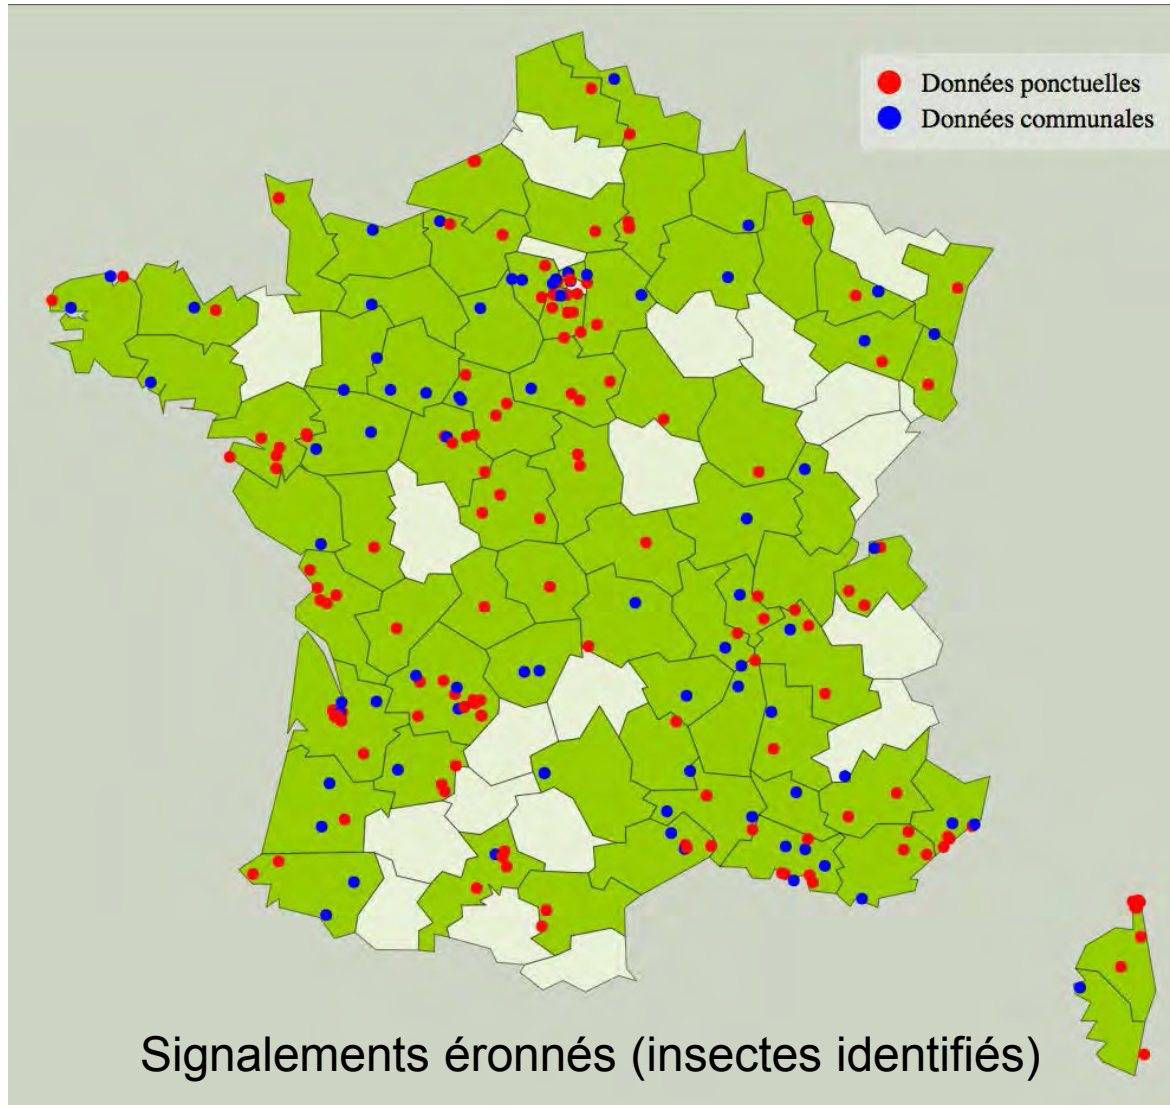 Données ponctuelles
Données communales
Signalements éronnés (insectes identifiés)